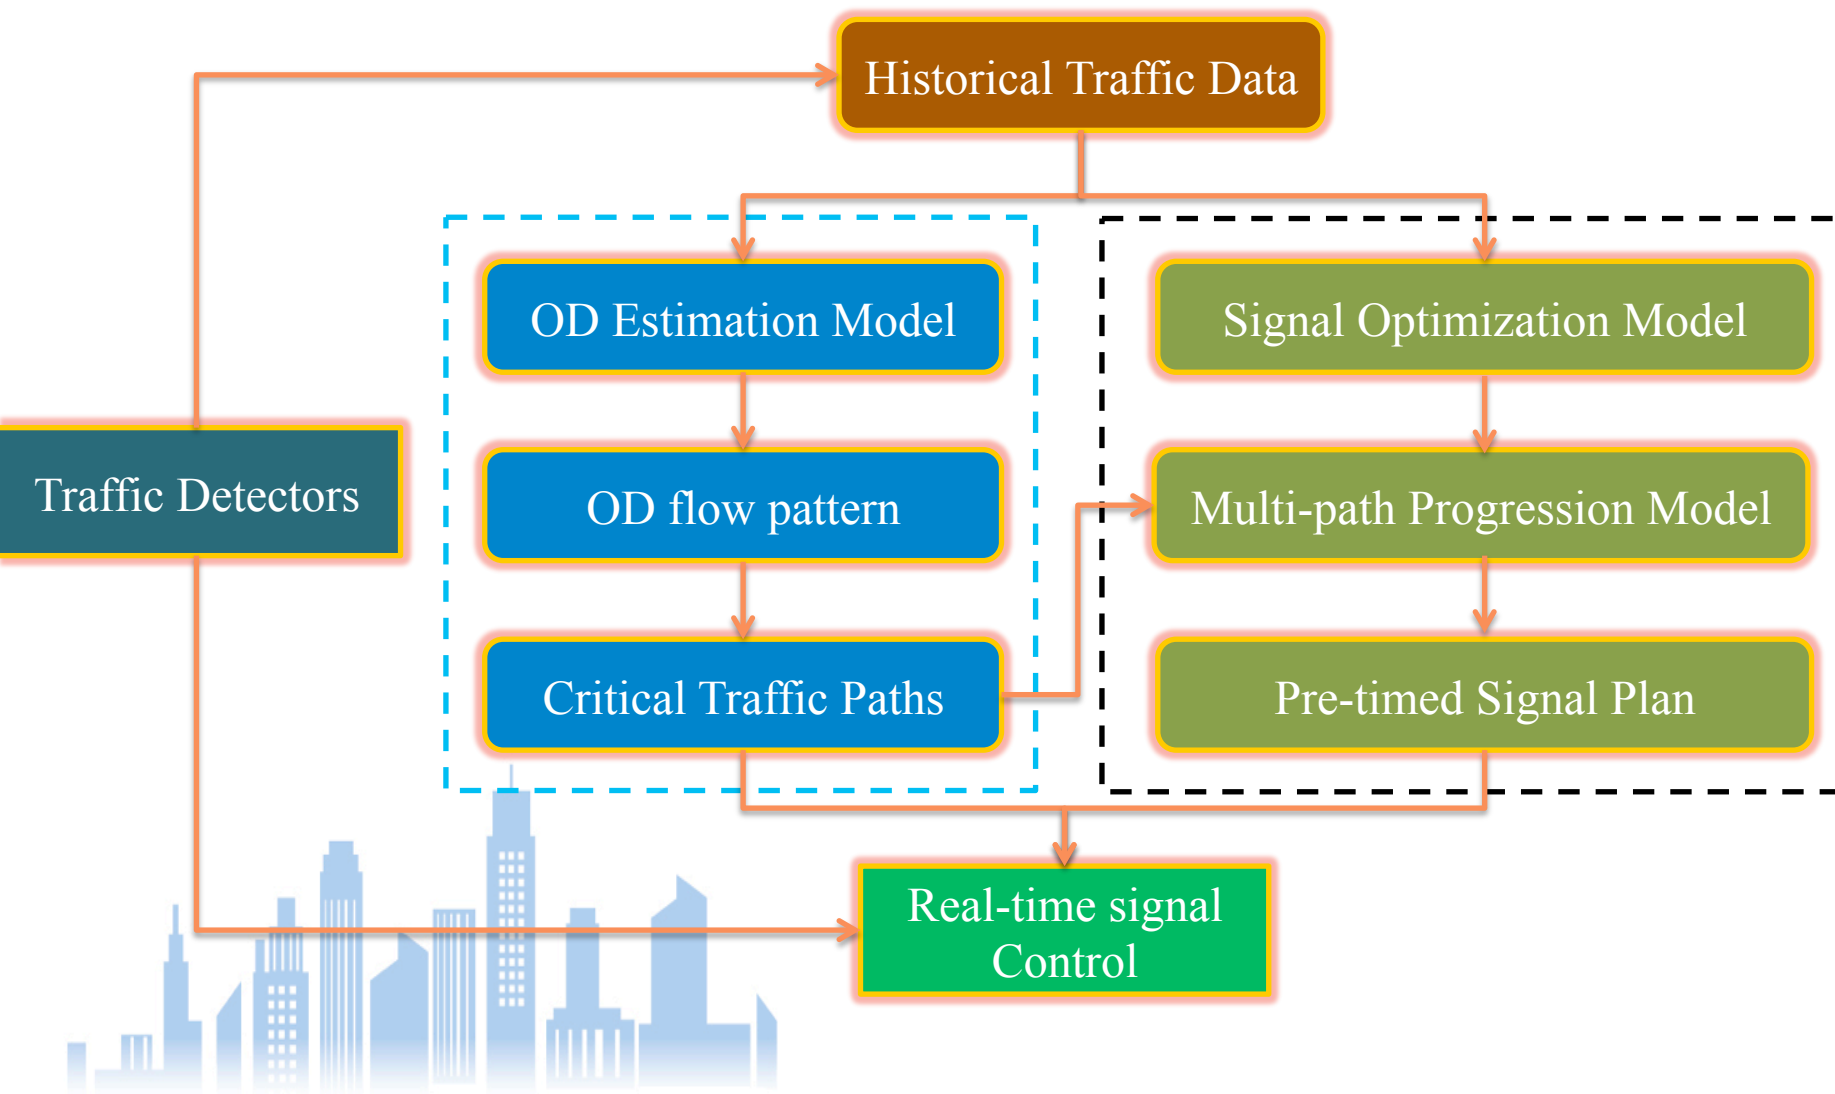 Historical Traffic Data
OD Estimation Model
Signal Optimization Model
Traffic Detectors
OD flow pattern
Multi-path Progression Model
Critical Traffic Paths
Pre-timed Signal Plan
Real-time signal
Control